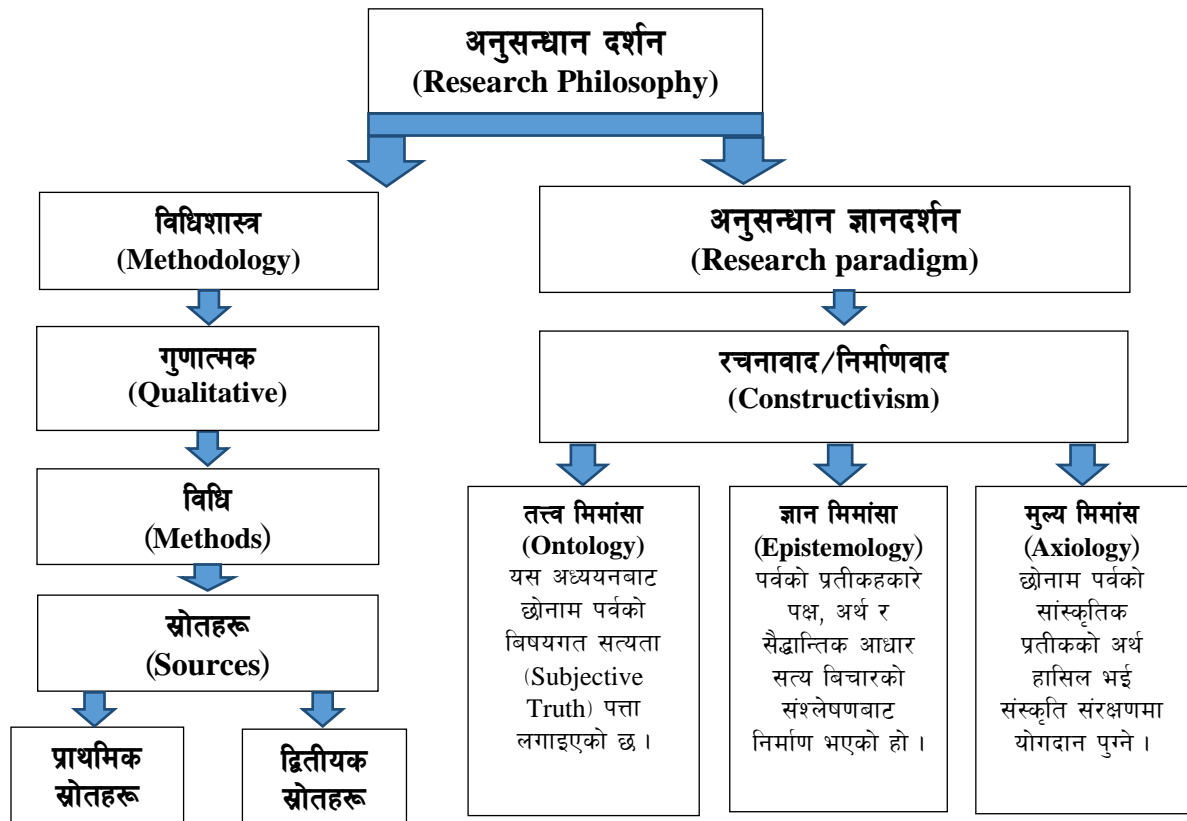 अनुसन्धान दर्शन
(Research Philosophy)
विधिशास्त्र
(Methodology)
गुणात्मक
(Qualitative)
विधि
(Methods)
स्रोतहरू
(Sources)
प्राथमिक
स्रोतहरू
द्वितीयक
स्रोतहरू
अनुसन्धान ज्ञानदर्शन
(Research paradigm)
रचनावाद/निर्माणवाद
(Constructivism)
तत्त्व मिमांसा
(Ontology)
यस अध्ययनबाट
छोनाम पर्वको
बिषयगत सत्यता
(Subjective
Truth) पत्ता
लगाइएको छ ।
ज्ञान मिमांसा
(Epistemology)
पर्वको प्रतीकहकारे
पक्ष, अर्थ र
सैद्धान्तिक आधार
सत्य बिचारको
संश्लेषणबाट
निर्माण भएको हो ।
मुल्य मिमांस
(Axiology)
छोनाम पर्वको
सांस्कृतिक
प्रतीकको अर्थ
हासिल भई
संस्कृति संरक्षणमा
योगदान पुग्ने ।